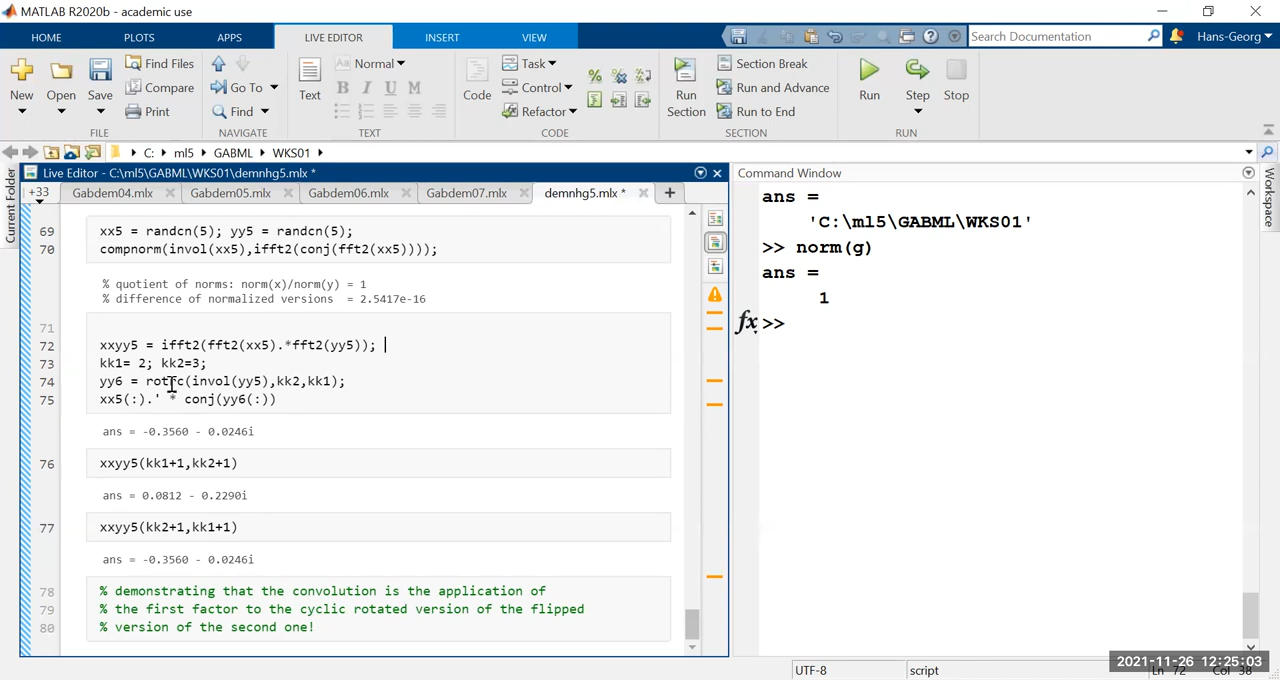 MATLAB R2020b - academic use
HOME PLOTS APPS LIVE EDITOR INSERT VIEW Search Documentation Hans-Georg
New Open Save Find Files Compare Print
Go To Find
Text Normal B I U M
Code Task Control Refactor
Run Section Section Break Run and Advance Run to End
Run Step Stop
FILE NAVIGATE TEXT CODE SECTION RUN
C: ml5 GABML WKS01
Current Folder
Live Editor - C:\ml5\GABML\WKS01\demnhg5.mlx *
+33 Gabdem04.mlx Gabdem05.mlx Gabdem06.mlx Gabdem07.mlx demnhg5.mlx * +
69 xx5 = randcn(5); yy5 = randcn(5);
70 compnorm(invol(xx5),ifft2(conj(fft2(xx5))));
% quotient of norms: norm(x)/norm(y) = 1
% difference of normalized versions = 2.5417e-16
71
72 xxyy5 = ifft2(fft2(xx5).*fft2(yy5));
73 kk1= 2; kk2=3;
74 yy6 = (invol(yy5),kk2,kk1);
75 xx5(:).' * conj(yy6(:))
ans = -0.3560 - 0.0246i
76 xxyy5(kk1+1,kk2+1)
ans = 0.0812 - 0.2290i
77 xxyy5(kk2+1,kk1+1)
ans = -0.3560 - 0.0246i
78 % demonstrating that the convolution is the application of
79 % the first factor to the cyclic rotated version of the flipped
80 % version of the second one!
Command Window
ans =
'C:\ml5\GABML\WKS01'
>> norm(g)
ans =
1
fx >>
Workspace
UTF-8 script Ln 72 Col 38
2021-11-26 12:25:03